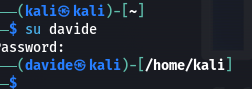 ──(kali㉿kali)-[~]
─$ su davide
Password:
──(davide㉿kali)-[/home/kali]
─$